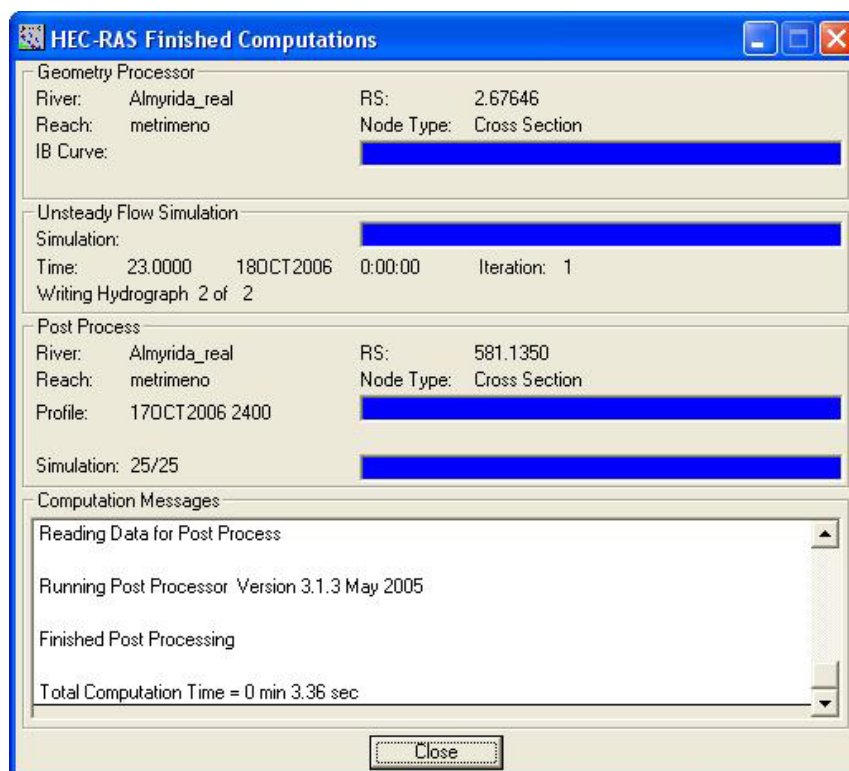 HEC-RAS Finished Computations
Geometry Processor
River: Almyrida_real RS: 2.67646
Reach: metrimeno Node Type: Cross Section
IB Curve:
Unsteady Flow Simulation
Simulation:
Time: 23.0000 18OCT2006 0:00:00 Iteration: 1
Writing Hydrograph 2 of 2
Post Process
River: Almyrida_real RS: 581.1350
Reach: metrimeno Node Type: Cross Section
Profile: 17OCT2006 2400
Simulation: 25/25
Computation Messages
Reading Data for Post Process
Running Post Processor Version 3.1.3 May 2005
Finished Post Processing
Total Computation Time = 0 min 3.36 sec
Close